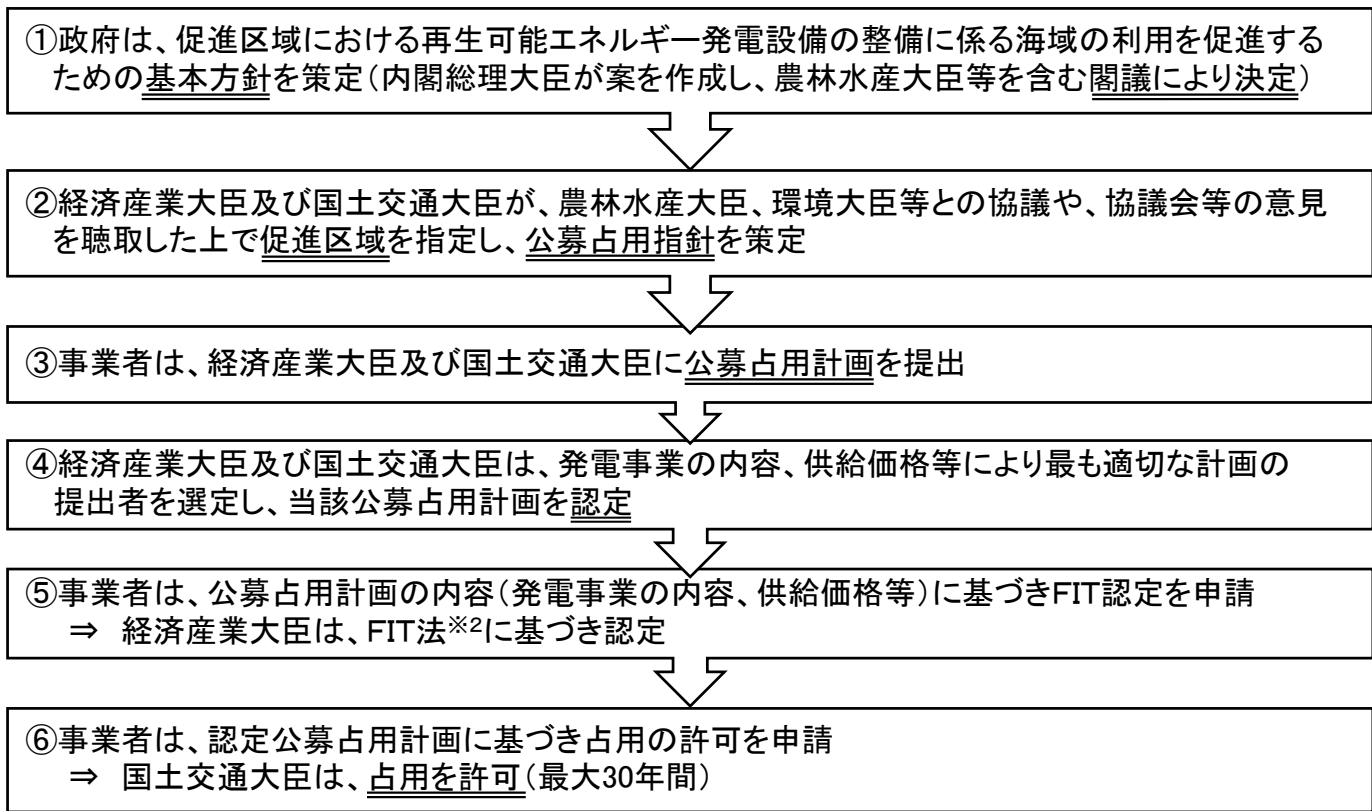 ①政府は、促進区域における再生可能エネルギー発電設備の整備に係る海域の利用を促進する
ための基本方針を策定（内閣総理大臣が案を作成し、農林水産大臣等を含む閣議により決定）
②経済産業大臣及び国土交通大臣が、農林水産大臣、環境大臣等との協議や、協議会等の意見
を聴取した上で促進区域を指定し、公募占用指針を策定
③事業者は、経済産業大臣及び国土交通大臣に公募占用計画を提出
④経済産業大臣及び国土交通大臣は、発電事業の内容、供給価格等により最も適切な計画の
提出者を選定し、当該公募占用計画を認定
⑤事業者は、公募占用計画の内容（発電事業の内容、供給価格等）に基づきFIT認定を申請
⇒ 経済産業大臣は、FIT法※2に基づき認定
⑥事業者は、認定公募占用計画に基づき占用の許可を申請
⇒ 国土交通大臣は、占用を許可（最大30年間）